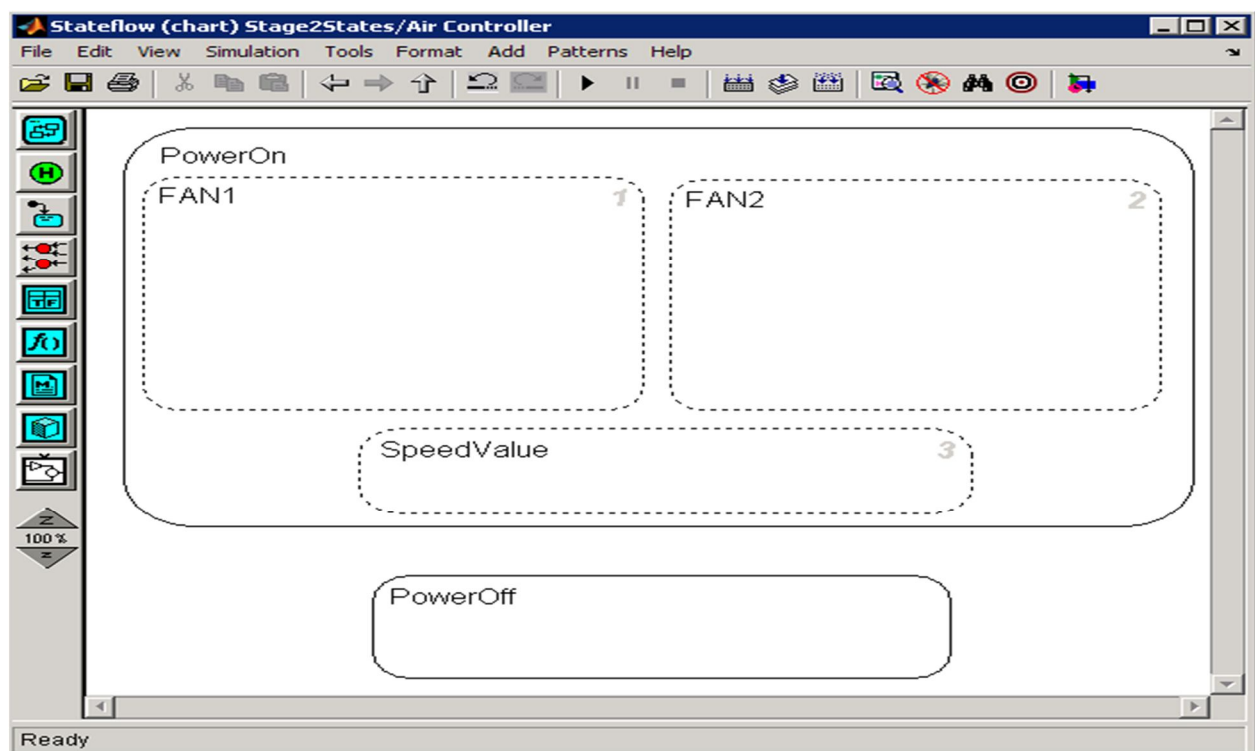 Stateflow (chart) Stage2States/Air Controller
File Edit View Simulation Tools Format Add Patterns Help
PowerOn
FAN1 1 FAN2 2
SpeedValue 3
PowerOff
H
TF
f()
M
Z
100 %
Z
Ready